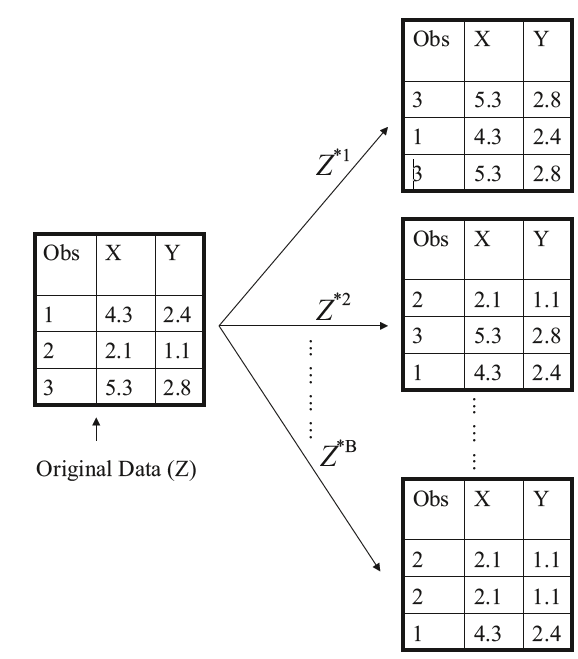 Obs X Y
3 5.3 2.8
1 4.3 2.4
3 5.3 2.8
Z*1
Obs X Y
1 4.3 2.4
2 2.1 1.1
3 5.3 2.8
Original Data (Z)
Z*2
Obs X Y
2 2.1 1.1
3 5.3 2.8
1 4.3 2.4
Z*B
Obs X Y
2 2.1 1.1
2 2.1 1.1
1 4.3 2.4